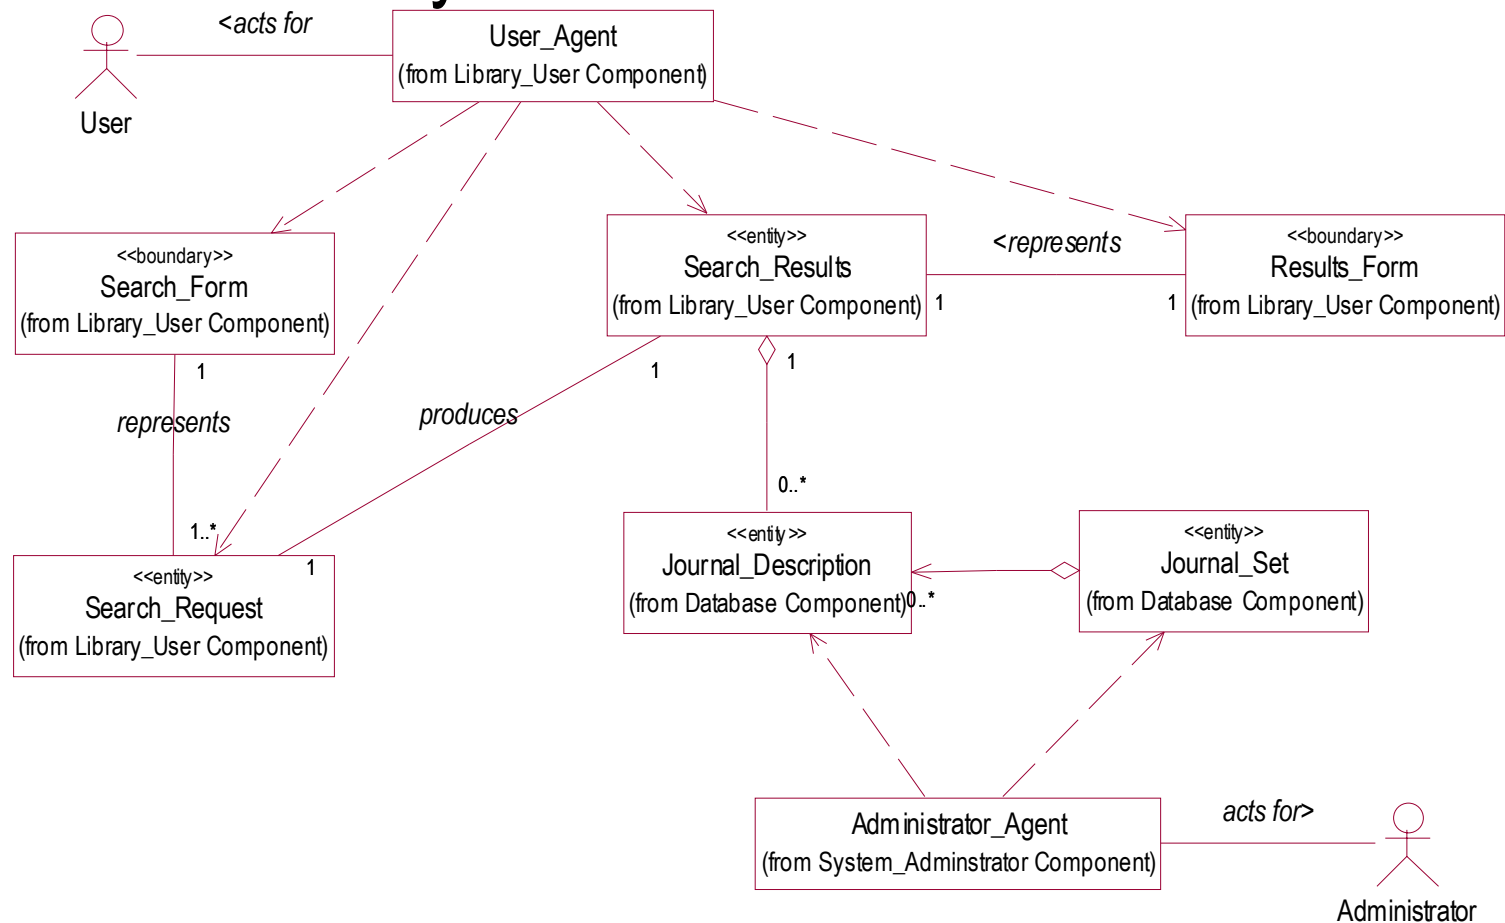 <acts for
User_Agent
(from Library_User Component)
User
<<boundary>>
Search_Form
(from Library_User Component)
<<entity>>
Search_Results
(from Library_User Component)
<represents
1
1
<<boundary>>
Results_Form
(from Library_User Component)
1
represents
1..*
produces
1
1
1
0..*
<<entity>>
Search_Request
(from Library_User Component)
<<entity>>
Journal_Description
(from Database Component)
0..*
<<entity>>
Journal_Set
(from Database Component)
Administrator_Agent
(from System_Adminstrator Component)
acts for>
Administrator